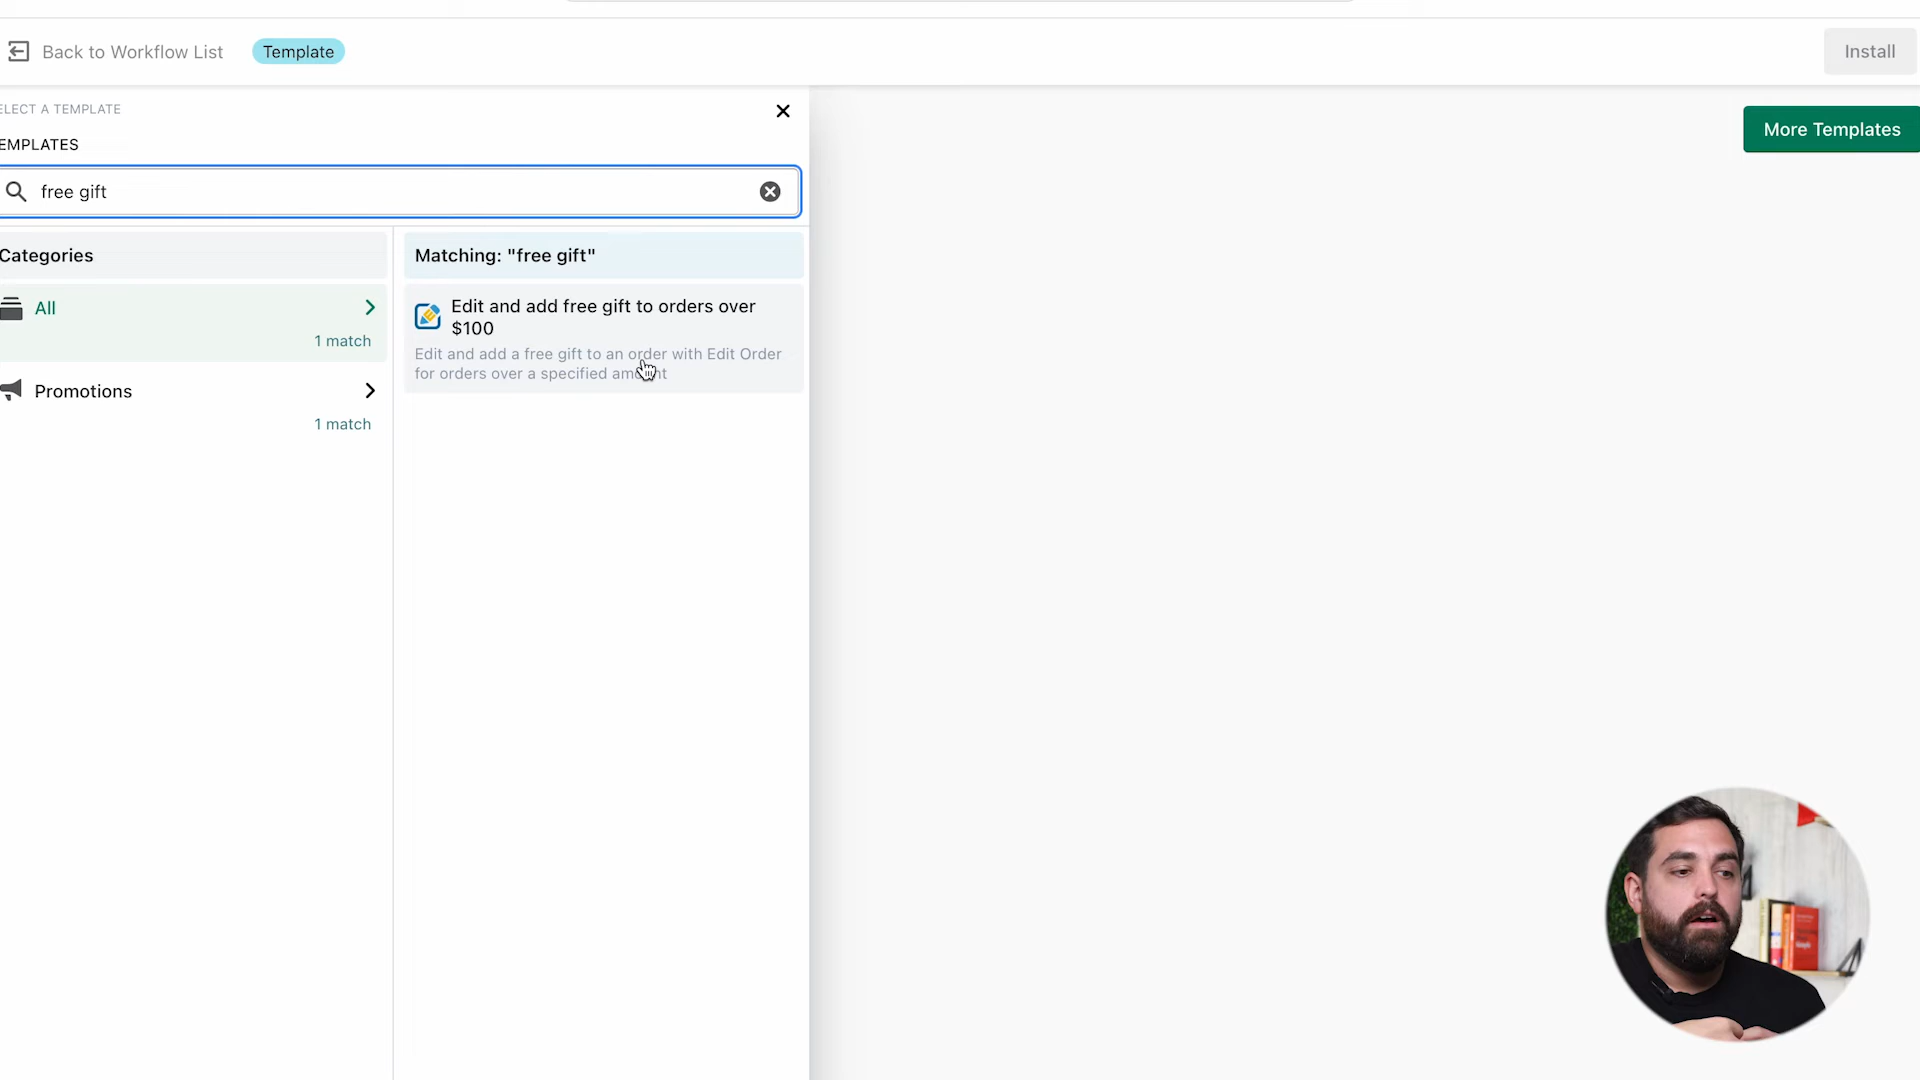 Back to Workflow List
Template
Install
ELECT A TEMPLATE
More Templates
EMPLATES
free gift
Categories
Matching: "free gift"
All
1 match
Edit and add free gift to orders over
$100
Edit and add a free gift to an order with Edit Order
for orders over a specified
Promotions
1 match